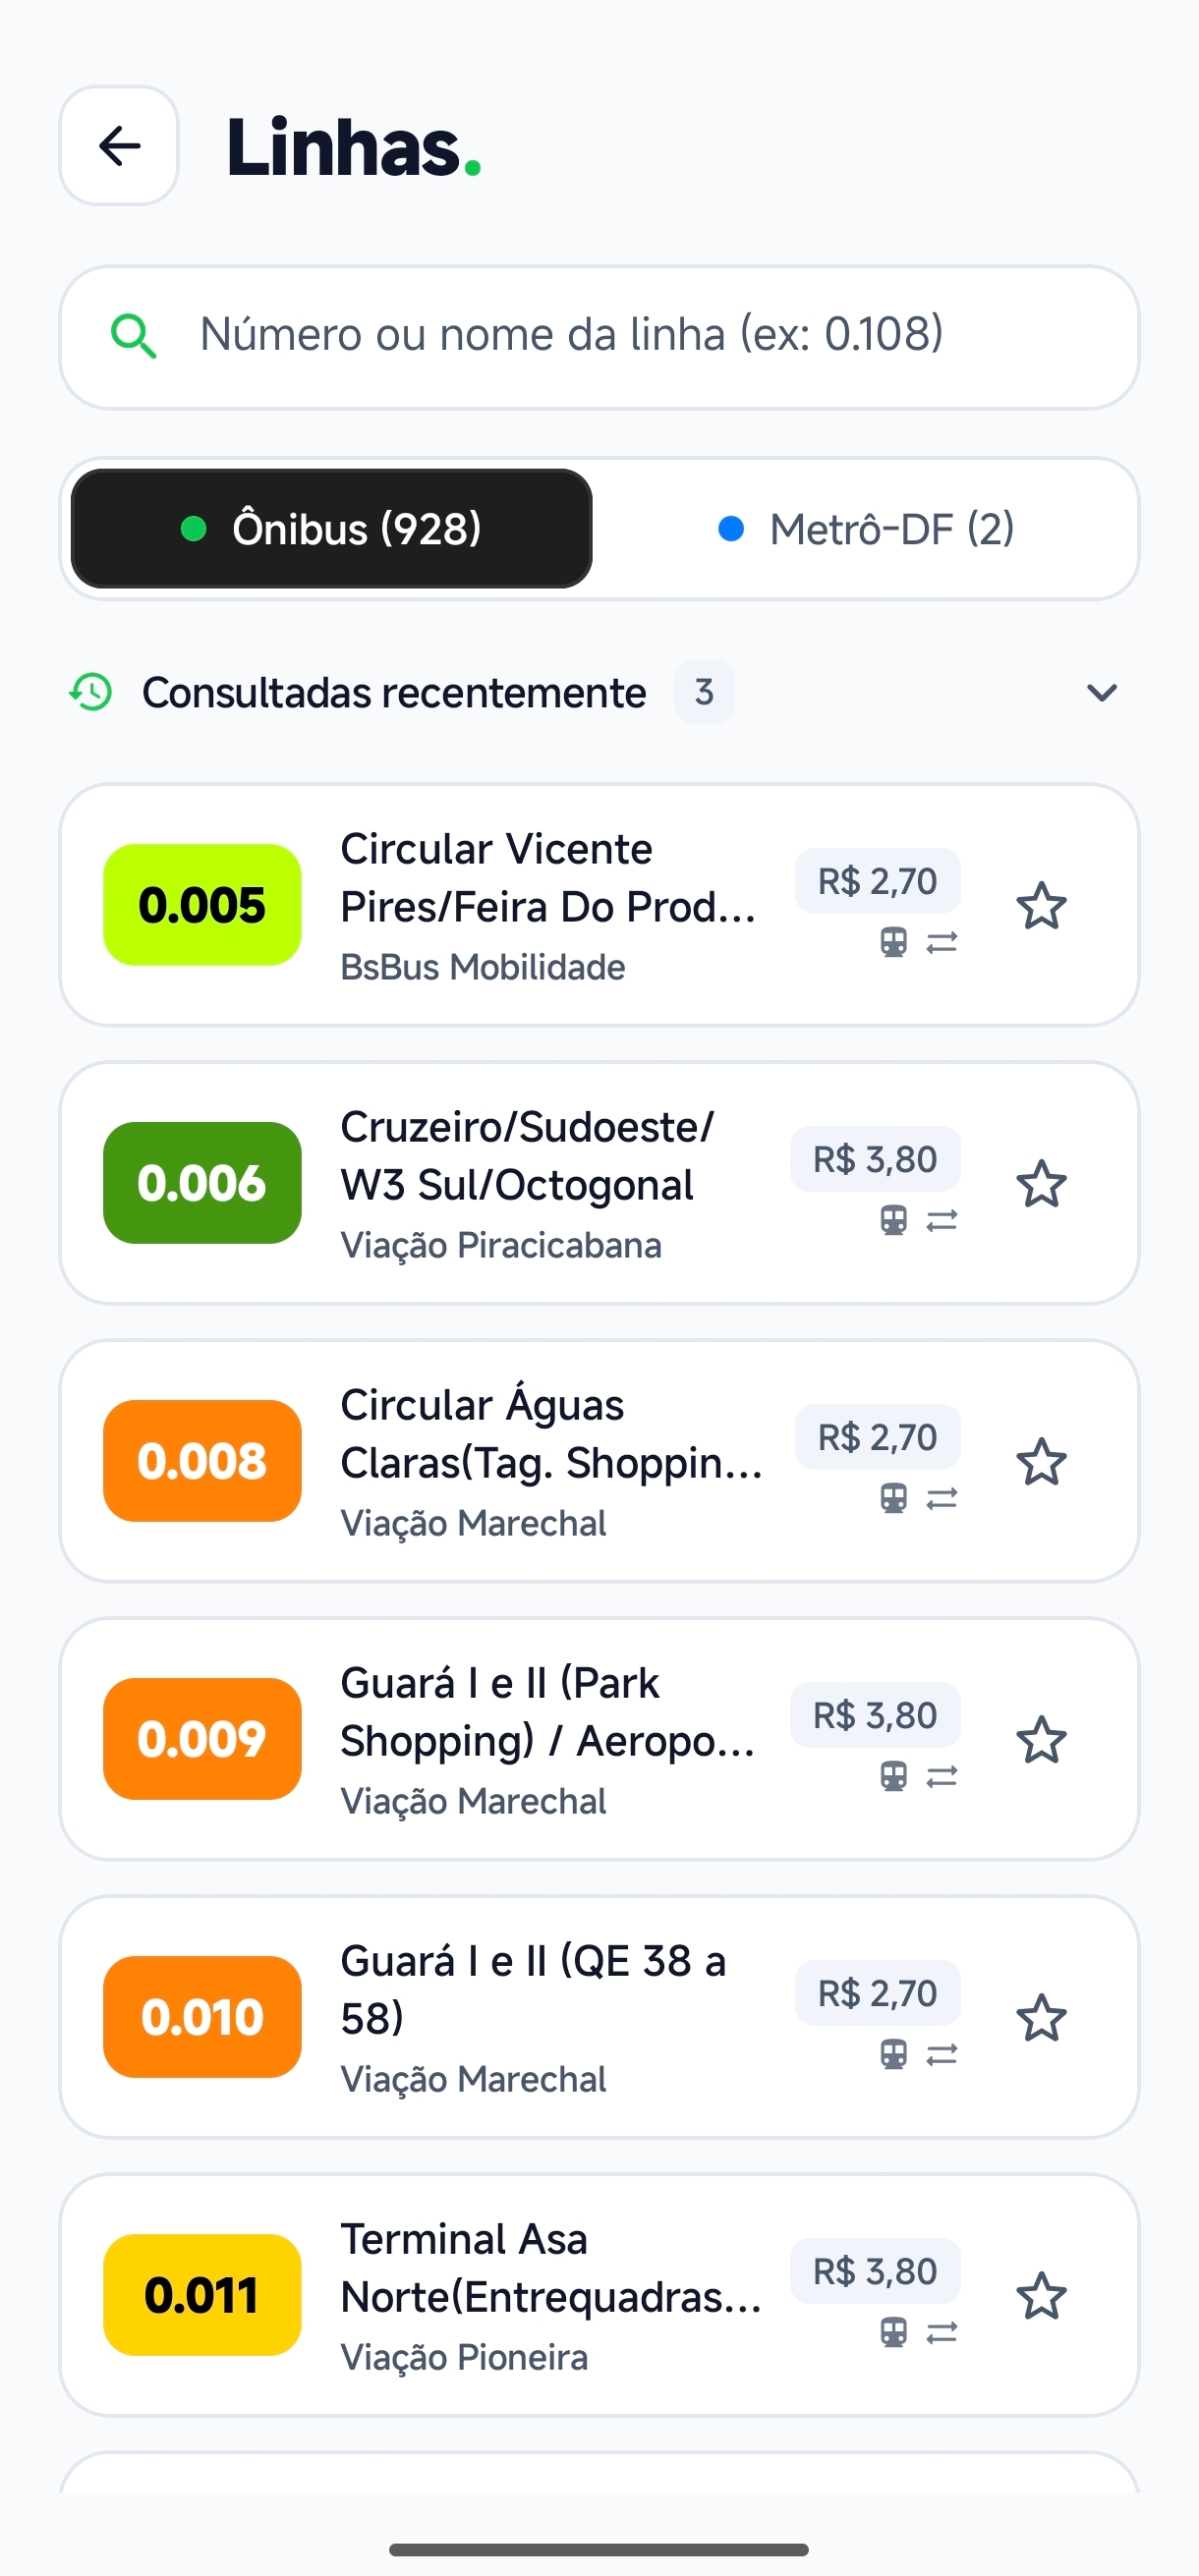 Linhas.
Número ou nome da linha (ex: 0.108)
Ônibus (928)
Metrô-DF (2)
Consultadas recentemente 3
0.005
Circular Vicente
Pires/Feira Do Prod...
BsBus Mobilidade
R$ 2,70
0.006
Cruzeiro/Sudoeste/
W3 Sul/Octogonal
Viação Piracicabana
R$ 3,80
0.008
Circular Águas
Claras(Tag. Shoppin...
Viação Marechal
R$ 2,70
0.009
Guará I e II (Park
Shopping) / Aeropo...
Viação Marechal
R$ 3,80
0.010
Guará I e II (QE 38 a
58)
Viação Marechal
R$ 2,70
0.011
Terminal Asa
Norte(Entrequadras...
Viação Pioneira
R$ 3,80